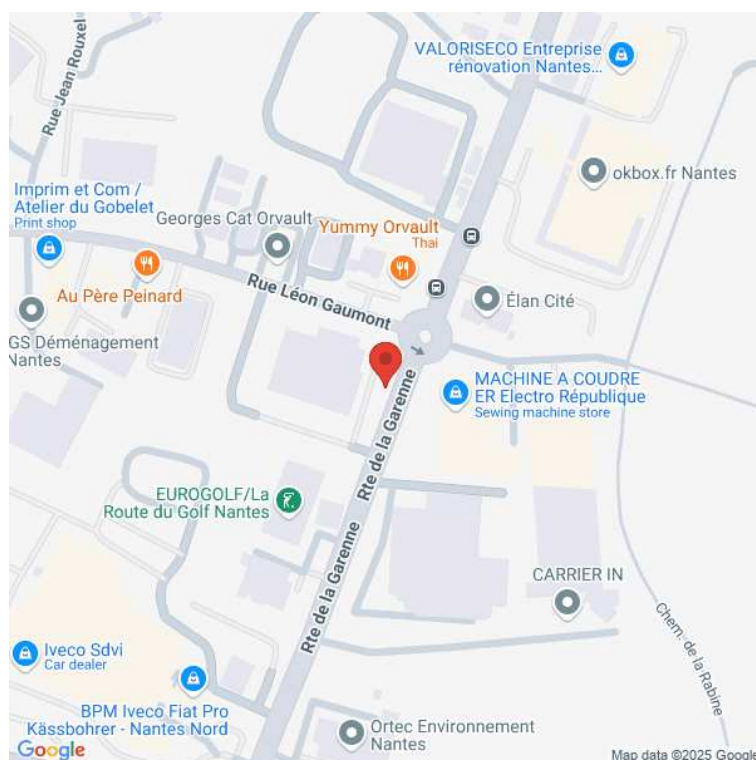 VALORISECO Entreprise
rénovation Nantes...
Rue Jean Rouxel
okbox.fr Nantes
Imprim et Com /
Atelier du Gobelet
Print shop
Georges Cat Orvault
Yummy Orvault
Thai
Au Père Peinard
Rue Léon Gaumont
Élan Cité
GS Déménagement
Nantes
MACHINE A COUDRE
ER Electro République
Sewing machine store
Rte de la Garenne
EUROGOLF/La
Route du Golf Nantes
Rte de la Garenne
CARRIER IN
Chem. de la Rabine
Iveco Sdvi
Car dealer
BPM Iveco Fiat Pro
Kässbohrer - Nantes Nord
Ortec Environnement
Nantes
Google
Map data ©2025 Google